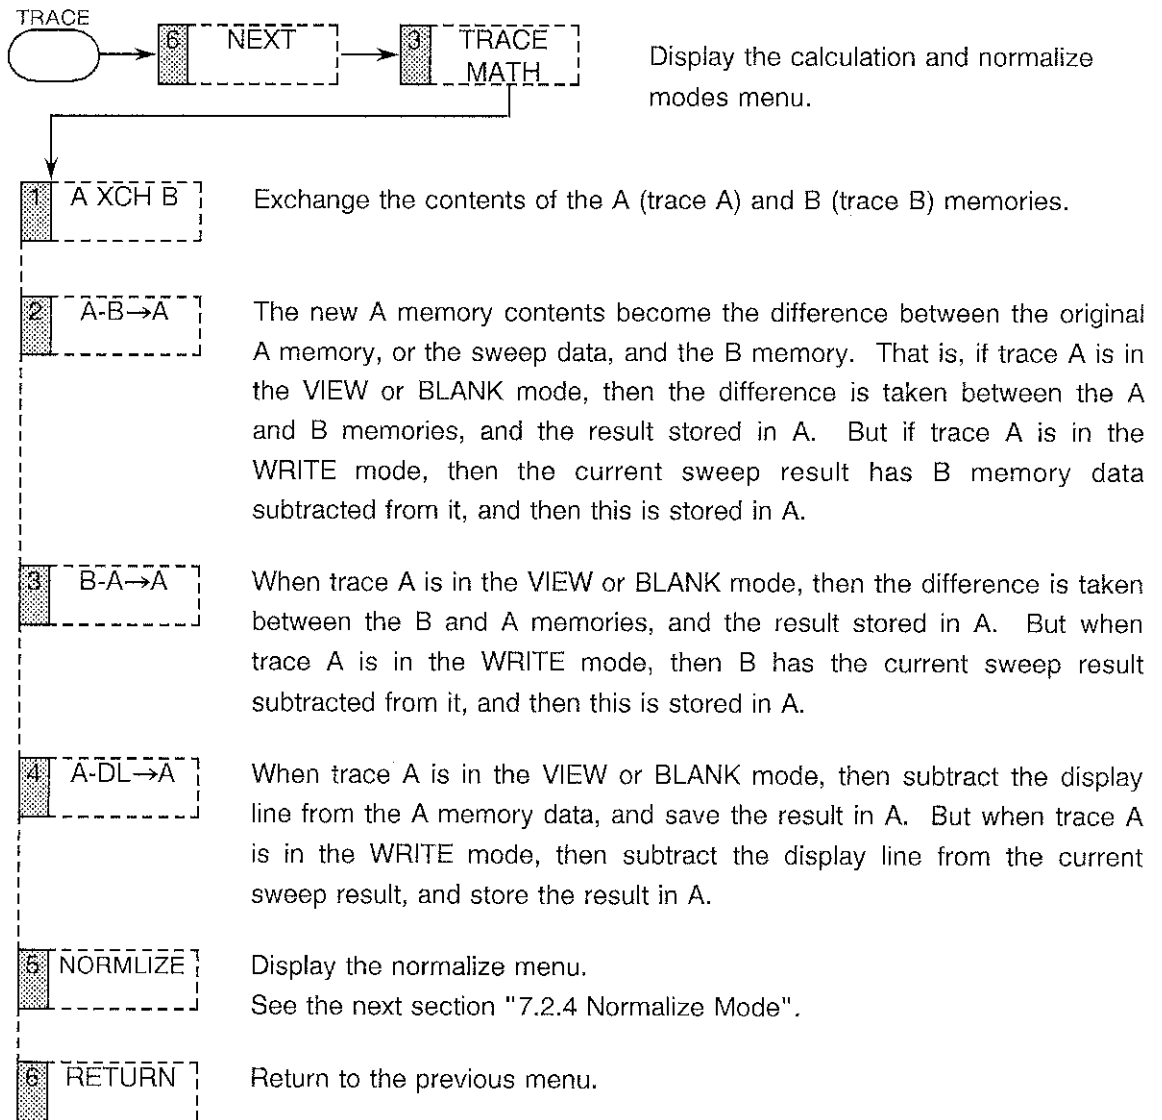 TRACE
6 NEXT
3 TRACE
MATH
Display the calculation and normalize
modes menu.
1 A XCH B
Exchange the contents of the A (trace A) and B (trace B) memories.
2 A-B→A
The new A memory contents become the difference between the original
A memory, or the sweep data, and the B memory. That is, if trace A is in
the VIEW or BLANK mode, then the difference is taken between the A
and B memories, and the result stored in A. But if trace A is in the
WRITE mode, then the current sweep result has B memory data
subtracted from it, and then this is stored in A.
3 B-A→A
When trace A is in the VIEW or BLANK mode, then the difference is taken
between the B and A memories, and the result stored in A. But when
trace A is in the WRITE mode, then B has the current sweep result
subtracted from it, and then this is stored in A.
4 A-DL→A
When trace A is in the VIEW or BLANK mode, then subtract the display
line from the A memory data, and save the result in A. But when trace A
is in the WRITE mode, then subtract the display line from the current
sweep result, and store the result in A.
5 NORMLIZE
Display the normalize menu.
See the next section "7.2.4 Normalize Mode".
6 RETURN
Return to the previous menu.